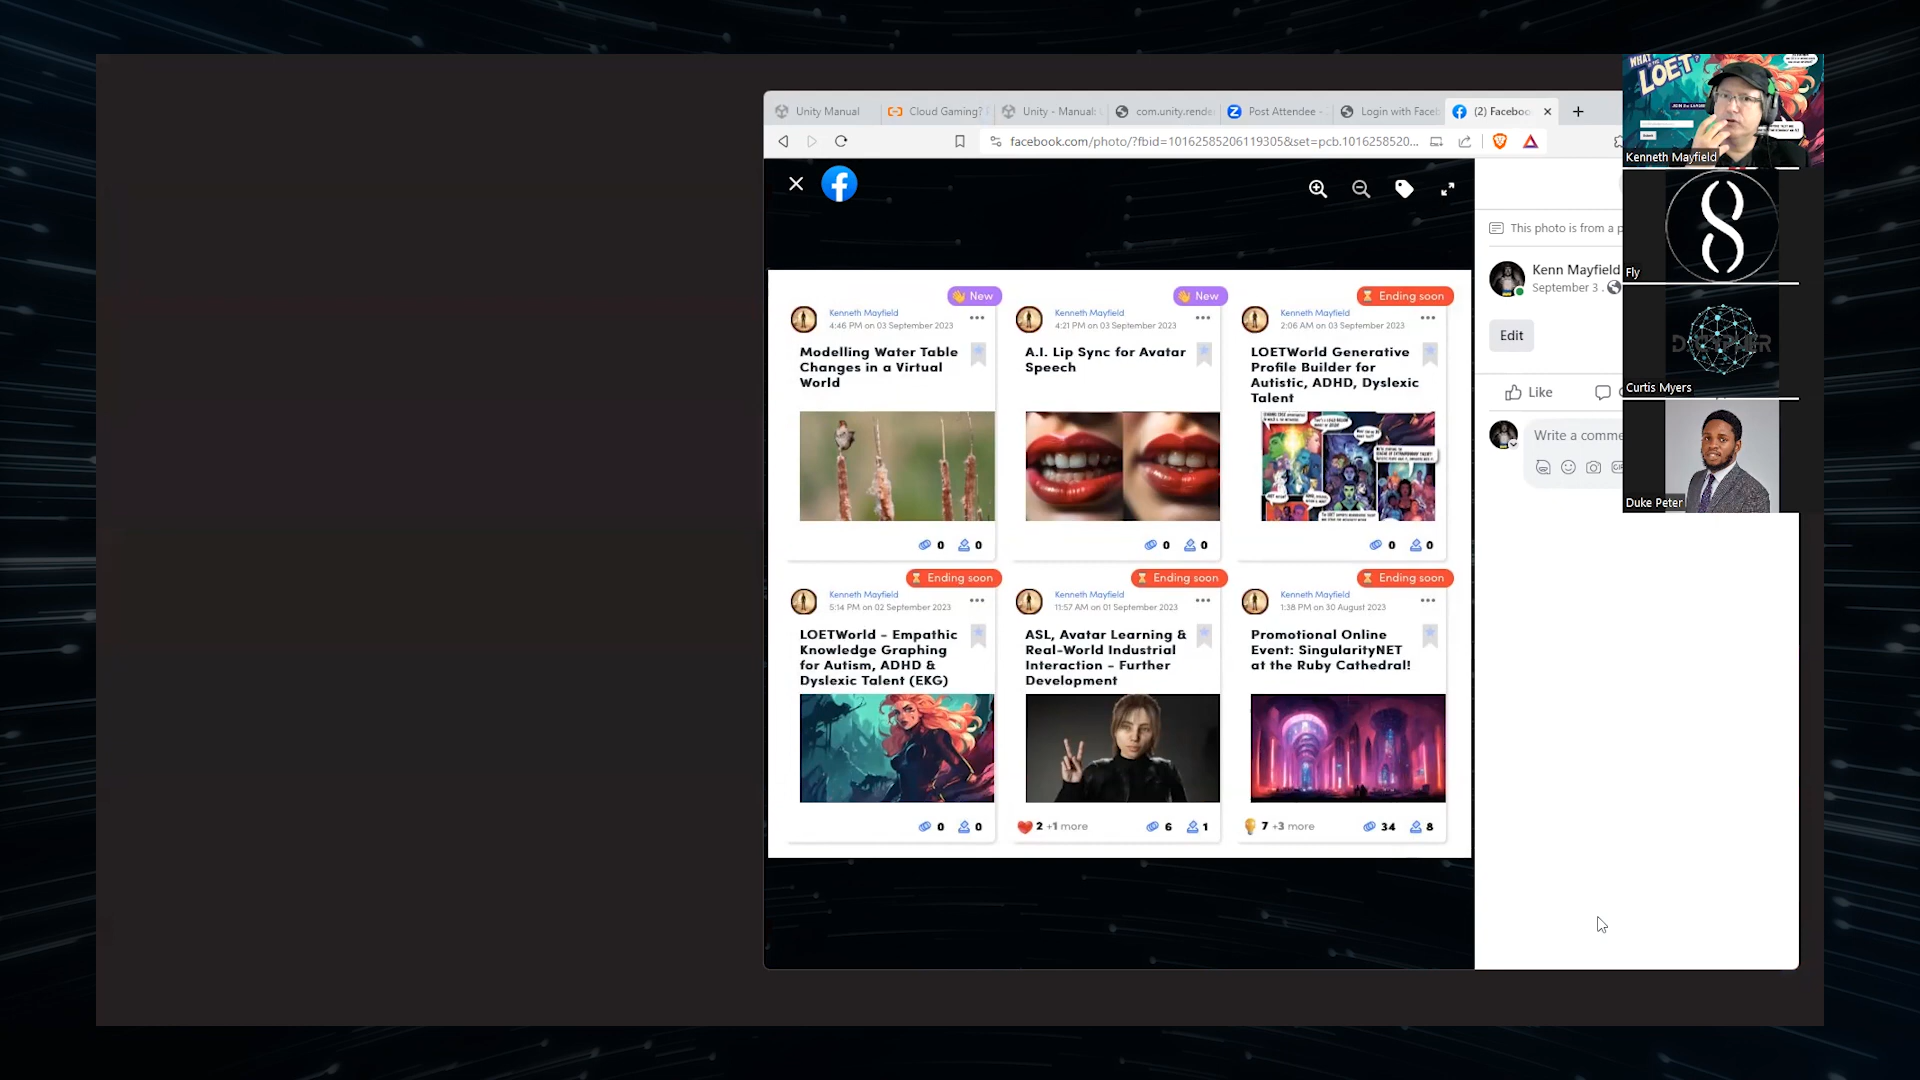 Unity Manual
Cloud Gaming?
Unity - Manual:
com.unity.rende
Post Attendee -
Login with Faceb
(2) Faceboo
facebook.com/photo/?fbid=10162585206119305&set=pcb.1016258520...
New
Kenneth Mayfield
4:46 PM on 03 September 2023
Modelling Water Table
Changes in a Virtual
World
0 0
New
Kenneth Mayfield
4:21 PM on 03 September 2023
A.I. Lip Sync for Avatar
Speech
0 0
Ending soon
Kenneth Mayfield
2:06 AM on 03 September 2023
LOETWorld Generative
Profile Builder for
Autistic, ADHD, Dyslexic
Talent
0 0
Ending soon
Kenneth Mayfield
5:14 PM on 02 September 2023
LOETWorld - Empathic
Knowledge Graphing
for Autism, ADHD &
Dyslexic Talent (EKG)
0 0
Ending soon
Kenneth Mayfield
11:57 AM on 01 September 2023
ASL, Avatar Learning &
Real-World Industrial
Interaction - Further
Development
2 +1 more 6 1
Ending soon
Kenneth Mayfield
1:38 PM on 30 August 2023
Promotional Online
Event: SingularityNET
at the Ruby Cathedral!
7 +3 more 34 8
This photo is from a p
Kenn Mayfield
September 3 .
Edit
Like
Write a comme
WHAT
LOET?
Kenneth Mayfield
Fly
Curtis Myers
Duke Peter